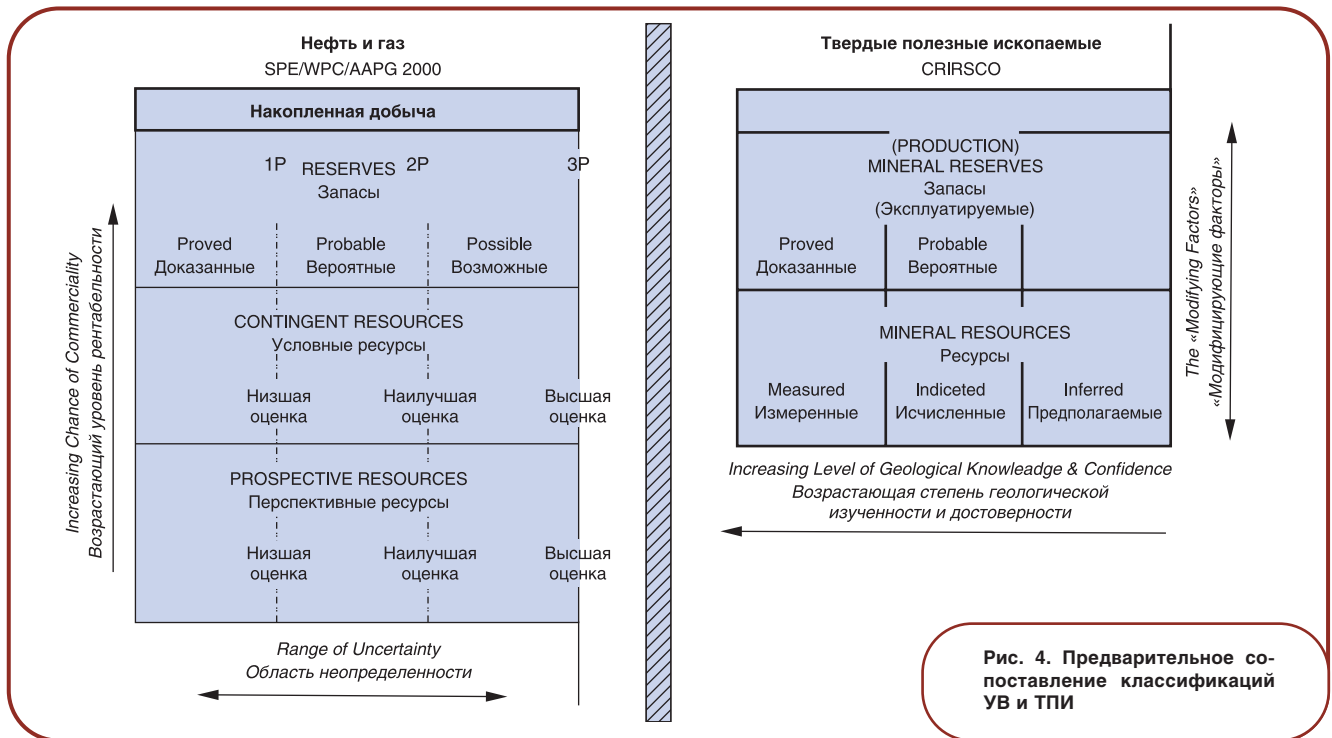 Нефть и газ
SPE/WPC/AAPG 2000
Накопленная добыча
1P RESERVES 2P 3P
Запасы
Proved Probable Possible
Доказанные Вероятные Возможные
CONTINGENT RESOURCES
Условные ресурсы
Низшая Наилучшая Высшая
оценка оценка оценка
PROSPECTIVE RESOURCES
Перспективные ресурсы
Низшая Наилучшая Высшая
оценка оценка оценка
Increasing Chance of Commerciality
Возрастающий уровень рентабельности
Range of Uncertainty
Область неопределенности
Твердые полезные ископаемые
CRIRSCO
(PRODUCTION)
MINERAL RESERVES
Запасы
(Эксплуатируемые)
Proved Probable
Доказанные Вероятные
MINERAL RESOURCES
Ресурсы
Measured Indiceted Inferred
Измеренные Исчисленные Предполагаемые
The «Modifying Factors»
«Модифицирующие факторы»
Increasing Level of Geological Knowleadge & Confidence
Возрастающая степень геологической
изученности и достоверности
Рис. 4. Предварительное со-
поставление классификаций
УВ и ТПИ